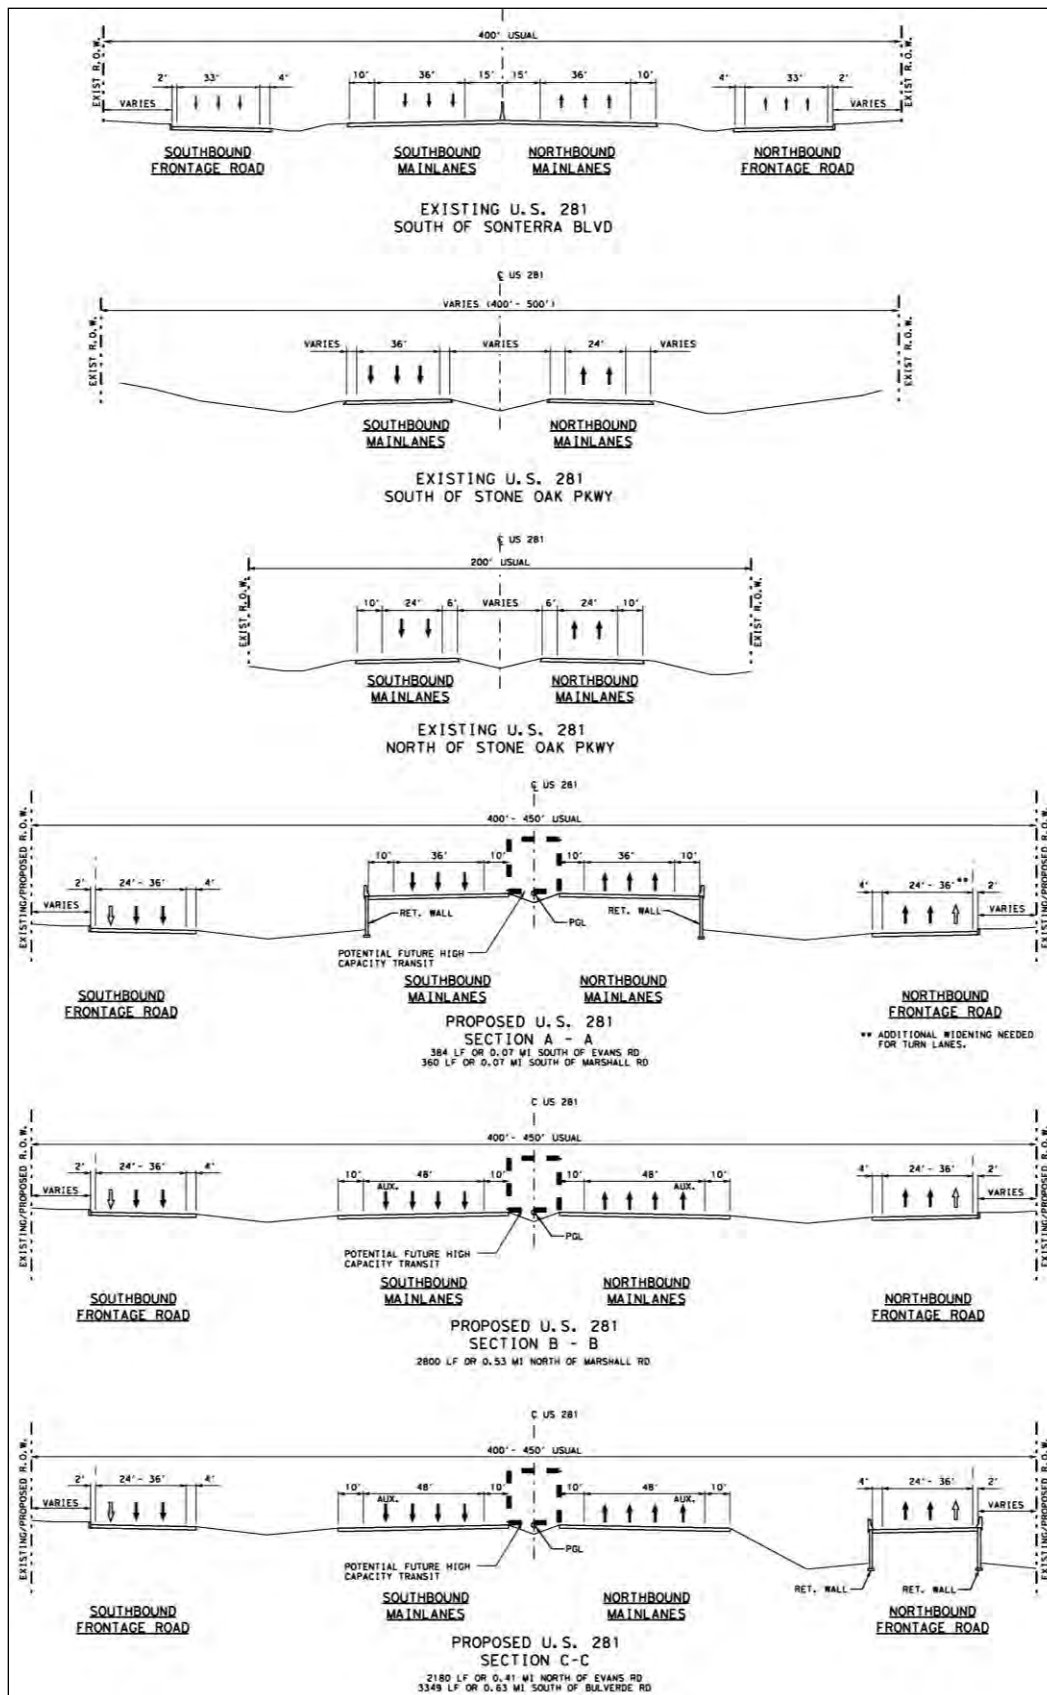 400' USUAL
EXIST R.O.W.
2' 33' 4' 10' 36' 15' 15' 36' 10' 4' 33' 2'
EXIST R.O.W.
VARIES VARIES
SOUTHBOUND
FRONTAGE ROAD
SOUTHBOUND
MAINLANES
NORTHBOUND
MAINLANES
NORTHBOUND
FRONTAGE ROAD
EXISTING U.S. 281
SOUTH OF SONTERRA BLVD
℄ US 281
VARIES (400'- 500')
EXIST R.O.W.
VARIES 36' VARIES 24' VARIES
EXIST R.O.W.
SOUTHBOUND
MAINLANES
NORTHBOUND
MAINLANES
EXISTING U.S. 281
SOUTH OF STONE OAK PKWY
℄ US 281
200' USUAL
EXIST R.O.W.
10' 24' 6' VARIES 6' 24' 10'
EXIST R.O.W.
SOUTHBOUND
MAINLANES
NORTHBOUND
MAINLANES
EXISTING U.S. 281
NORTH OF STONE OAK PKWY
℄ US 281
400'- 450' USUAL
EXISTING/PROPOSED R.O.W.
10' 36' 10' 10' 36' 10'
2' 24'- 36' 4' 4' 24'- 36'** 2'
EXISTING/PROPOSED R.O.W.
VARIES VARIES
RET. WALL PGL RET. WALL
POTENTIAL FUTURE HIGH
CAPACITY TRANSIT
SOUTHBOUND
FRONTAGE ROAD
SOUTHBOUND
MAINLANES
NORTHBOUND
MAINLANES
NORTHBOUND
FRONTAGE ROAD
PROPOSED U.S. 281
SECTION A - A
384 LF OR 0.07 MI SOUTH OF EVANS RD
360 LF OR 0.07 MI SOUTH OF MARSHALL RD
** ADDITIONAL WIDENING NEEDED
FOR TURN LANES.
C US 281
400'- 450' USUAL
EXISTING/PROPOSED R.O.W.
2' 24'- 36' 4' 10' 48' 10' 10' 48' 10' 4' 24'- 36' 2'
EXISTING/PROPOSED R.O.W.
VARIES AUX. AUX. VARIES
PGL
POTENTIAL FUTURE HIGH
CAPACITY TRANSIT
SOUTHBOUND
FRONTAGE ROAD
SOUTHBOUND
MAINLANES
NORTHBOUND
MAINLANES
NORTHBOUND
FRONTAGE ROAD
PROPOSED U.S. 281
SECTION B - B
2800 LF OR 0.53 MI NORTH OF MARSHALL RD
C US 281
400'- 450' USUAL
EXISTING/PROPOSED R.O.W.
2' 24'- 36' 4' 10' 48' 10' 10' 48' 10' 4' 24'- 36' 2'
EXISTING/PROPOSED R.O.W.
VARIES AUX. AUX. VARIES
PGL
POTENTIAL FUTURE HIGH
CAPACITY TRANSIT
RET. WALL RET. WALL
SOUTHBOUND
FRONTAGE ROAD
SOUTHBOUND
MAINLANES
NORTHBOUND
MAINLANES
NORTHBOUND
FRONTAGE ROAD
PROPOSED U.S. 281
SECTION C-C
2180 LF OR 0.41 MI NORTH OF EVANS RD
3349 LF OR 0.63 MI SOUTH OF BULVERDE RD